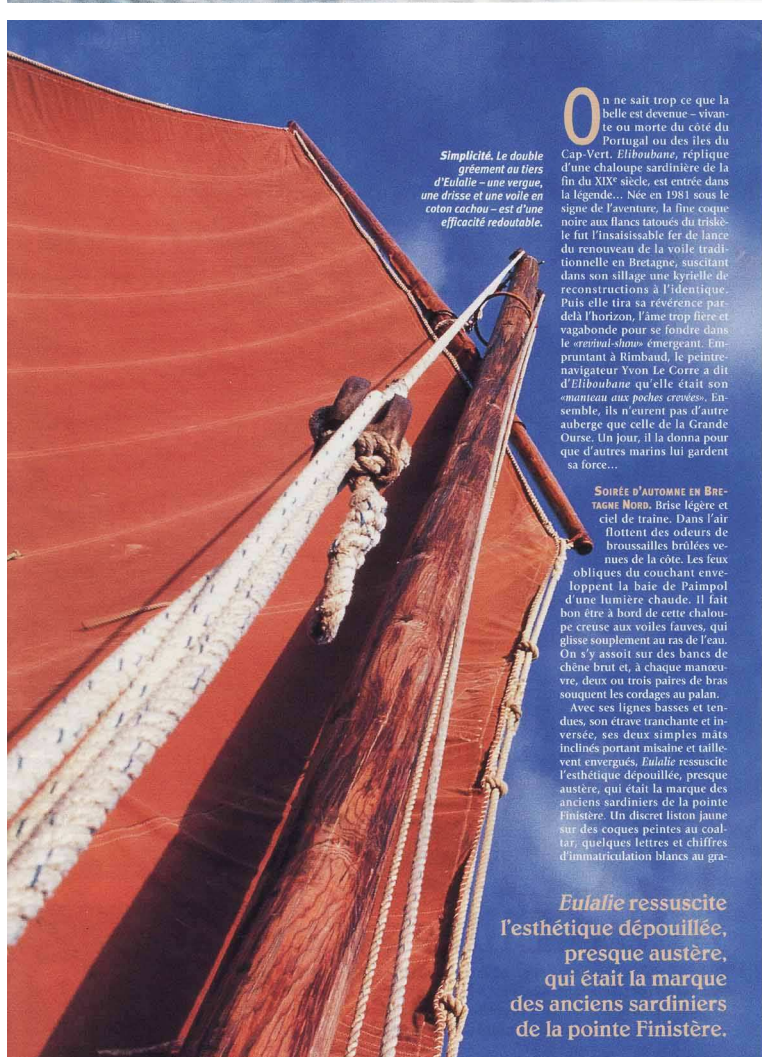 Simplicité. Le double
gréement au tiers
d'Eulalie – une vergue,
une drisse et une voile en
coton cachou – est d'une
efficacité redoutable.
On ne sait trop ce que la
belle est devenue – vivan-
te ou morte du côté du
Portugal ou des îles du
Cap-Vert. Eliboubane, réplique
d'une chaloupe sardinière de la
fin du XIXe siècle, est entrée dans
la légende... Née en 1981 sous le
signe de l'aventure, la fine coque
noire aux flancs tatoués du triskè-
le fut l'insaisissable fer de lance
du renouveau de la voile tradi-
tionnelle en Bretagne, suscitant
dans son sillage une kyrielle de
reconstructions à l'identique.
Puis elle tira sa révérence par-
delà l'horizon, l'âme trop fière et
vagabonde pour se fondre dans
le «revival-show» émergeant. Em-
pruntant à Rimbaud, le peintre-
navigateur Yvon Le Corre a dit
d'Eliboubane qu'elle était son
«manteau aux poches crevées». En-
semble, ils n'eurent pas d'autre
auberge que celle de la Grande
Ourse. Un jour, il la donna pour
que d'autres marins lui gardent
sa force...
SOIRÉE D'AUTOMNE EN BRE-
TAGNE NORD. Brise légère et
ciel de traine. Dans l'air
flottent des odeurs de
broussailles brûlées ve-
nues de la côte. Les feux
obliques du couchant enve-
loppent la baie de Paimpol
d'une lumière chaude. Il fait
bon être à bord de cette chalou-
pe creuse aux voiles fauves, qui
glisse souplement au ras de l'eau.
On s'y assoit sur des bancs de
chêne brut et, à chaque manœu-
vre, deux ou trois paires de bras
souquent les cordages au palan.
Avec ses lignes basses et ten-
dues, son étrave tranchante et in-
versée, ses deux simples mâts
inclinés portant misaine et taille-
vent envergués, Eulalie ressuscite
l'esthétique dépouillée, presque
austère, qui était la marque des
anciens sardiniers de la pointe
Finistère. Un discret liston jaune
sur des coques peintes au coal-
tar, quelques lettres et chiffres
d'immatriculation blancs au gra-
Eulalie ressuscite
l'esthétique dépouillée,
presque austère,
qui était la marque
des anciens sardiniers
de la pointe Finistère.